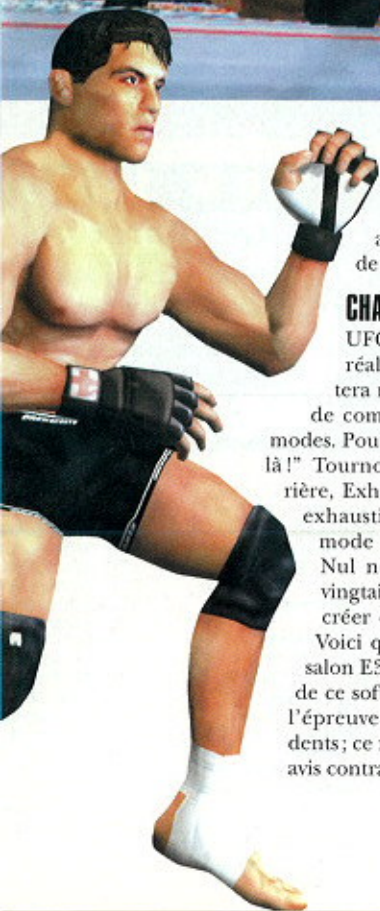 a
de
CHA
UFC
réal
tera r
de com
modes. Pou
là !” Tourno
rière, Exh
exhausti
mode
Nul n
vingtai
créer
Voici q
salon E3
de ce sof
l’épreuve
dents ; ce
avis contra